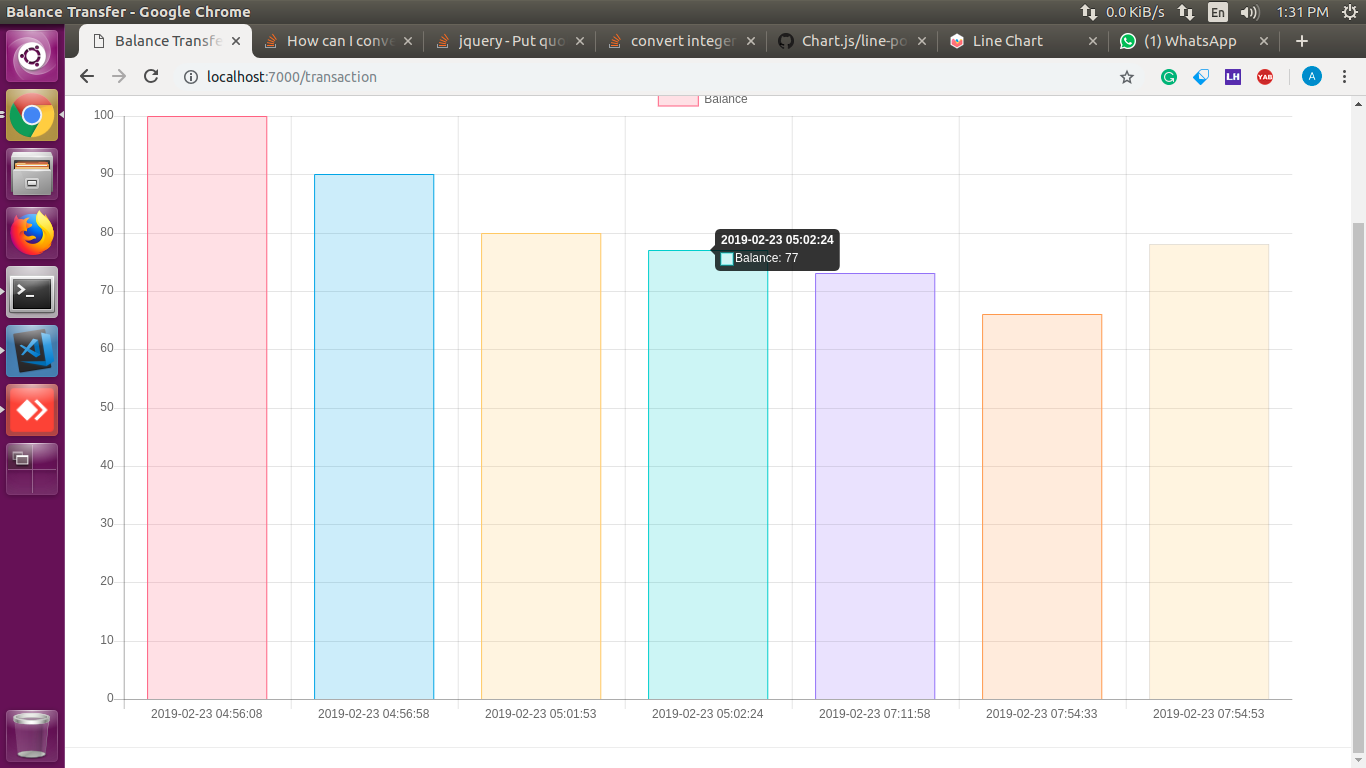 Balance Transfer - Google Chrome
0.0 KiB/s
En
1:31 PM
Balance Transfe
How can I conve
jquery - Put quo
convert integer
Chart.js/line-po
Line Chart
(1) WhatsApp
localhost:7000/transaction
LH
YAB
A
Balance
100
90
80
70
60
50
40
30
20
10
0
2019-02-23 05:02:24
Balance: 77
2019-02-23 04:56:08
2019-02-23 04:56:58
2019-02-23 05:01:53
2019-02-23 05:02:24
2019-02-23 07:11:58
2019-02-23 07:54:33
2019-02-23 07:54:53